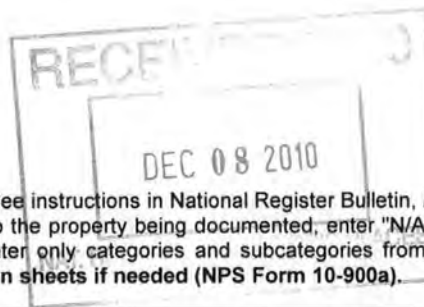 RECE
DEC 08 2010
ee instructions in National Register Bulletin,
the property being documented, enter "N/A
ter only categories and subcategories from
n sheets if needed (NPS Form 10-900a).